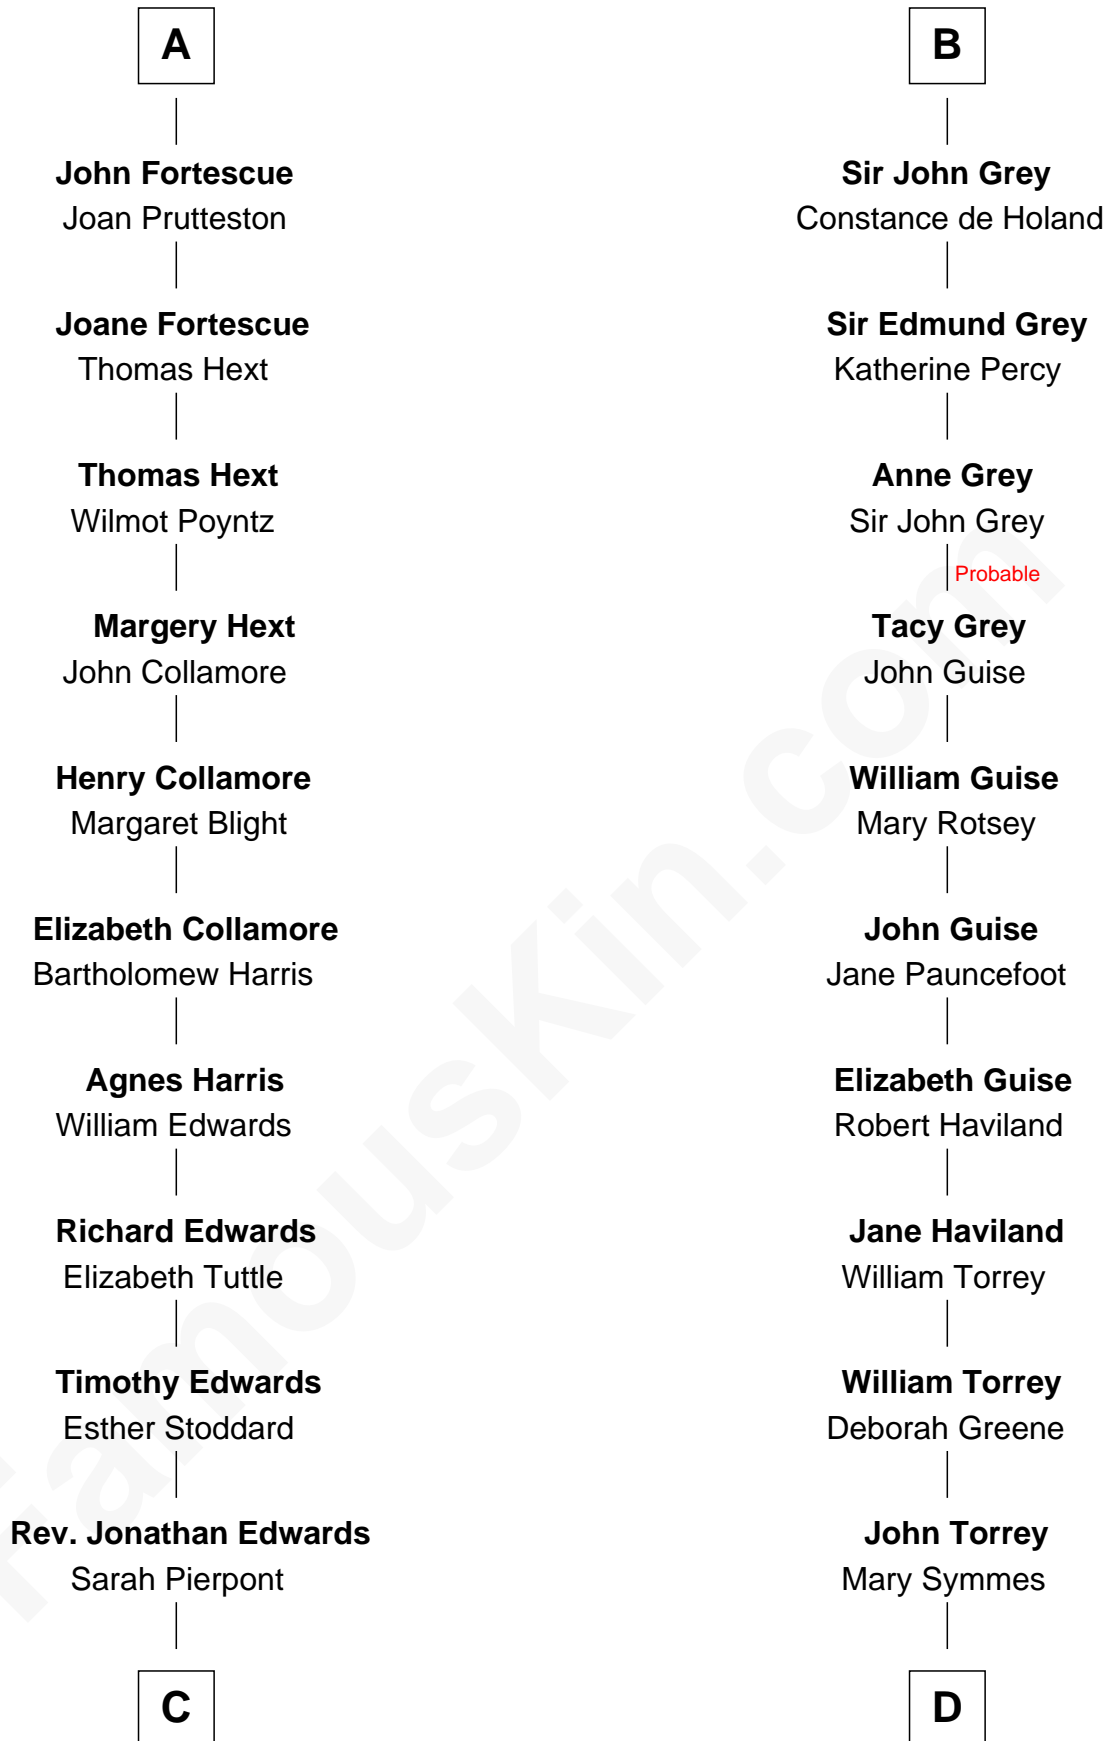 A
John Fortescue
Joan Prutteston
Joane Fortescue
Thomas Hext
Thomas Hext
Wilmot Poyntz
Margery Hext
John Collamore
Henry Collamore
Margaret Blight
Elizabeth Collamore
Bartholomew Harris
Agnes Harris
William Edwards
Richard Edwards
Elizabeth Tuttle
Timothy Edwards
Esther Stoddard
Rev. Jonathan Edwards
Sarah Pierpont
C
B
Sir John Grey
Constance de Holand
Sir Edmund Grey
Katherine Percy
Anne Grey
Sir John Grey
Probable
Tacy Grey
John Guise
William Guise
Mary Rotsey
John Guise
Jane Pauncefoot
Elizabeth Guise
Robert Haviland
Jane Haviland
William Torrey
William Torrey
Deborah Greene
John Torrey
Mary Symmes
D
FamousKin.com